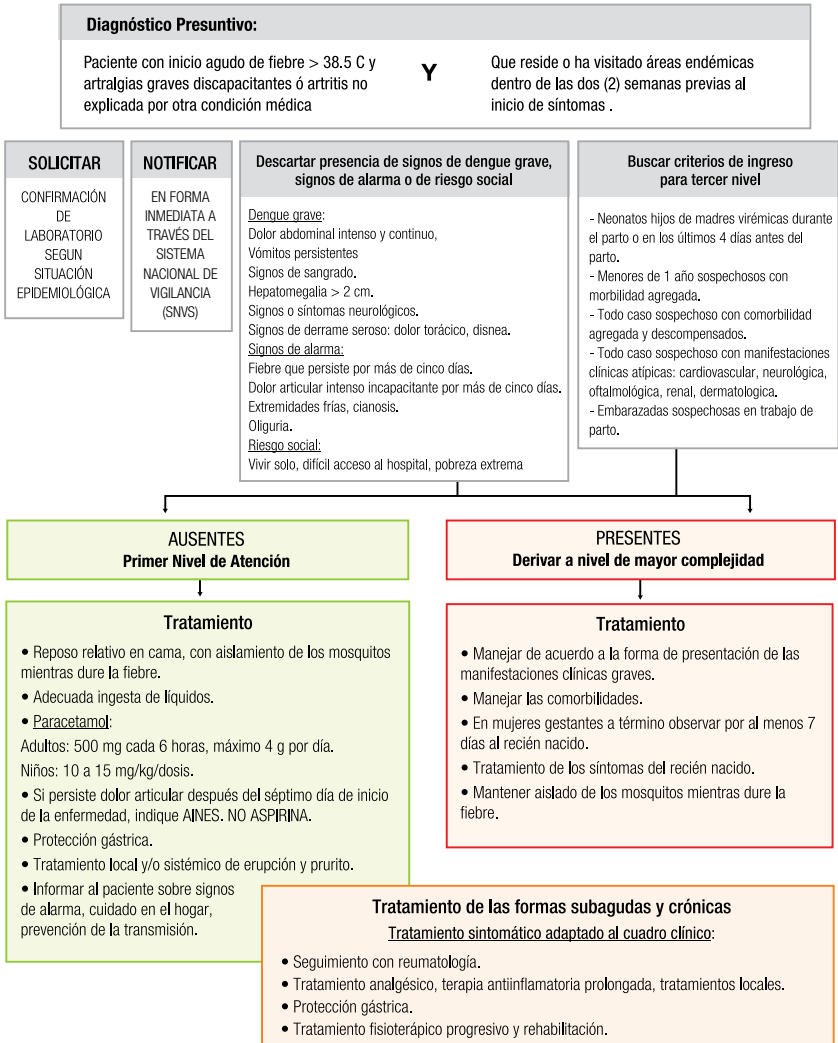 Diagnóstico Presuntivo:
Paciente con inicio agudo de fiebre > 38.5 C y
artralgias graves discapacitantes ó artritis no
explicada por otra condición médica
Y
Que reside o ha visitado áreas endémicas
dentro de las dos (2) semanas previas al
inicio de síntomas .
SOLICITAR
CONFIRMACIÓN
DE
LABORATORIO
SEGUN
SITUACIÓN
EPIDEMIOLÓGICA
NOTIFICAR
EN FORMA
INMEDIATA A
TRAVÉS DEL
SISTEMA
NACIONAL DE
VIGILANCIA
(SNVS)
Descartar presencia de signos de dengue grave,
signos de alarma o de riesgo social
Dengue grave:
Dolor abdominal intenso y continuo,
Vómitos persistentes
Signos de sangrado.
Hepatomegalia > 2 cm.
Signos o síntomas neurológicos.
Signos de derrame seroso: dolor torácico, disnea.
Signos de alarma:
Fiebre que persiste por más de cinco días.
Dolor articular intenso incapacitante por más de cinco días.
Extremidades frías, cianosis.
Oliguria.
Riesgo social:
Vivir solo, difícil acceso al hospital, pobreza extrema
Buscar criterios de ingreso
para tercer nivel
- Neonatos hijos de madres virémicas durante
el parto o en los últimos 4 días antes del
parto.
- Menores de 1 año sospechosos con
morbilidad agregada.
- Todo caso sospechoso con comorbilidad
agregada y descompensados.
- Todo caso sospechoso con manifestaciones
clínicas atípicas: cardiovascular, neurológica,
oftalmológica, renal, dermatologica.
- Embarazadas sospechosas en trabajo de
parto.
AUSENTES
Primer Nivel de Atención
PRESENTES
Derivar a nivel de mayor complejidad
Tratamiento
• Reposo relativo en cama, con aislamiento de los mosquitos
mientras dure la fiebre.
• Adecuada ingesta de líquidos.
• Paracetamol:
Adultos: 500 mg cada 6 horas, máximo 4 g por día.
Niños: 10 a 15 mg/kg/dosis.
• Si persiste dolor articular después del séptimo día de inicio
de la enfermedad, indique AINES. NO ASPIRINA.
• Protección gástrica.
• Tratamiento local y/o sistémico de erupción y prurito.
• Informar al paciente sobre signos
de alarma, cuidado en el hogar,
prevención de la transmisión.
Tratamiento
• Manejar de acuerdo a la forma de presentación de las
manifestaciones clínicas graves.
• Manejar las comorbilidades.
• En mujeres gestantes a término observar por al menos 7
días al recién nacido.
• Tratamiento de los síntomas del recién nacido.
• Mantener aislado de los mosquitos mientras dure la
fiebre.
Tratamiento de las formas subagudas y crónicas
Tratamiento sintomático adaptado al cuadro clínico:
• Seguimiento con reumatología.
• Tratamiento analgésico, terapia antiinflamatoria prolongada, tratamientos locales.
• Protección gástrica.
• Tratamiento fisioterápico progresivo y rehabilitación.